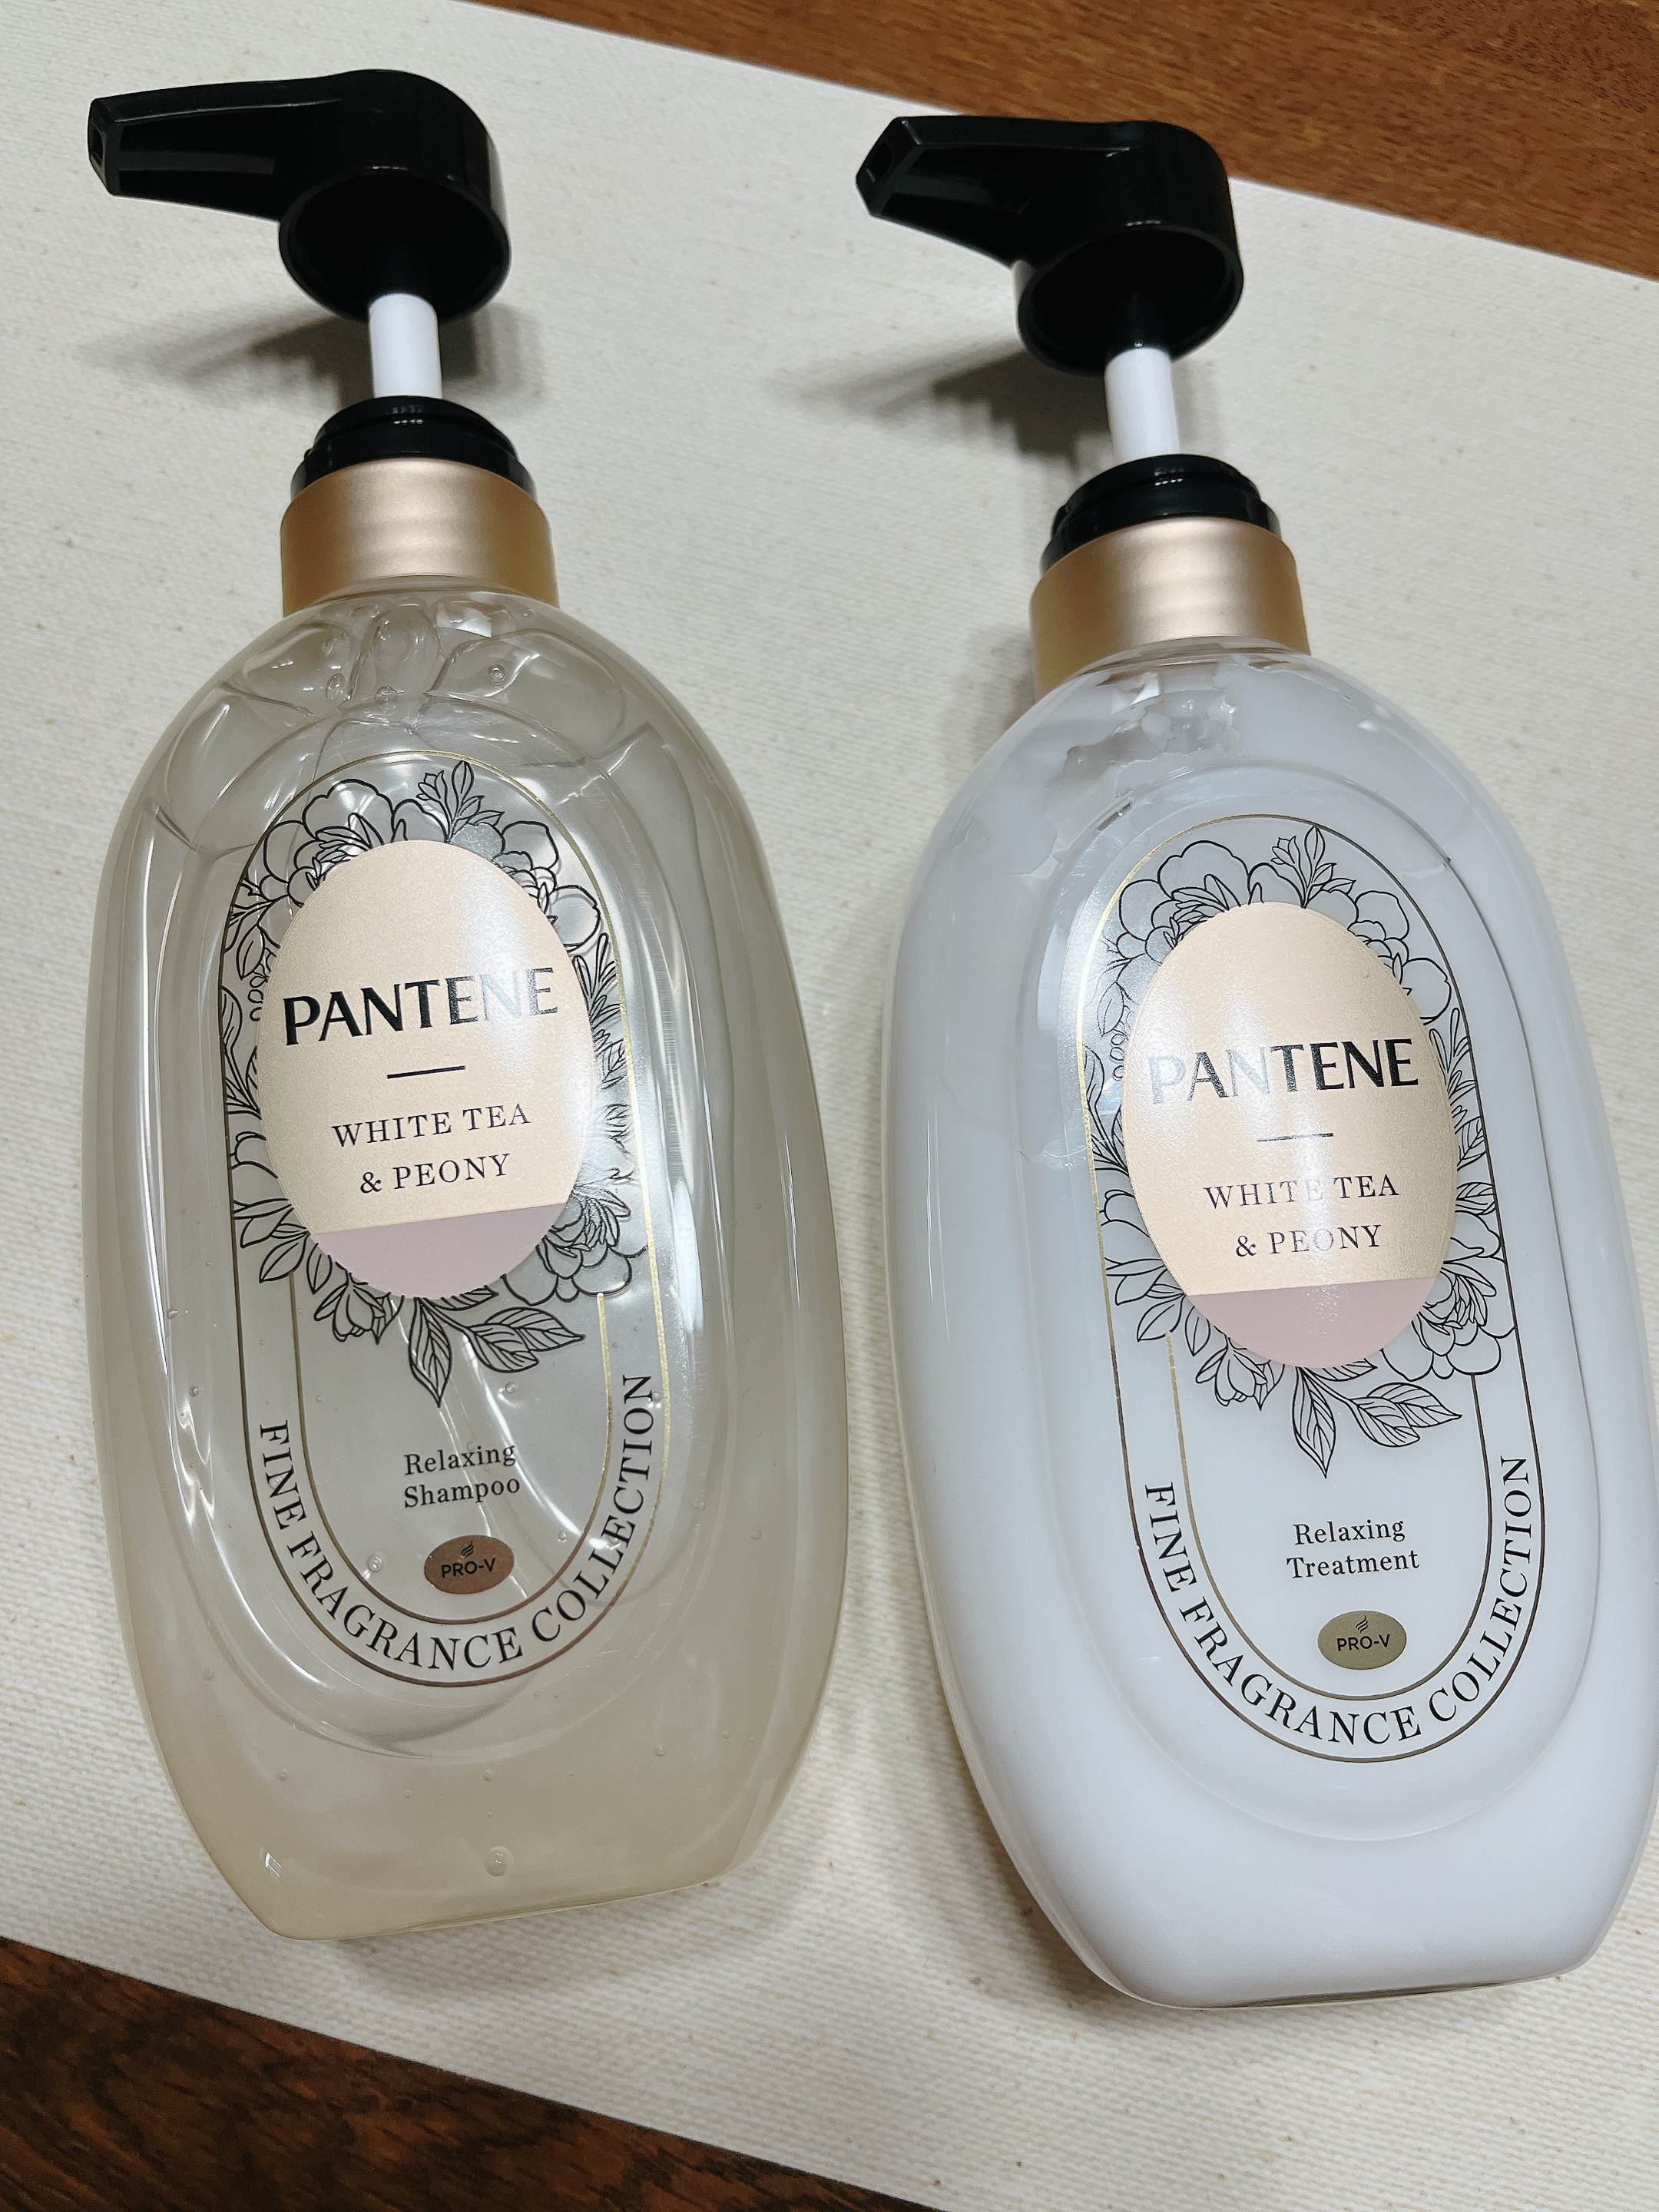 PANTENE
WHITE TEA
& PEONY
Relaxing
Shampoo
PRO-V
FINE FRAGRANCE COLLECTION
PANTENE
WHITE TEA
& PEONY
Relaxing
Treatment
PRO-V
FINE FRAGRANCE COLLECTION